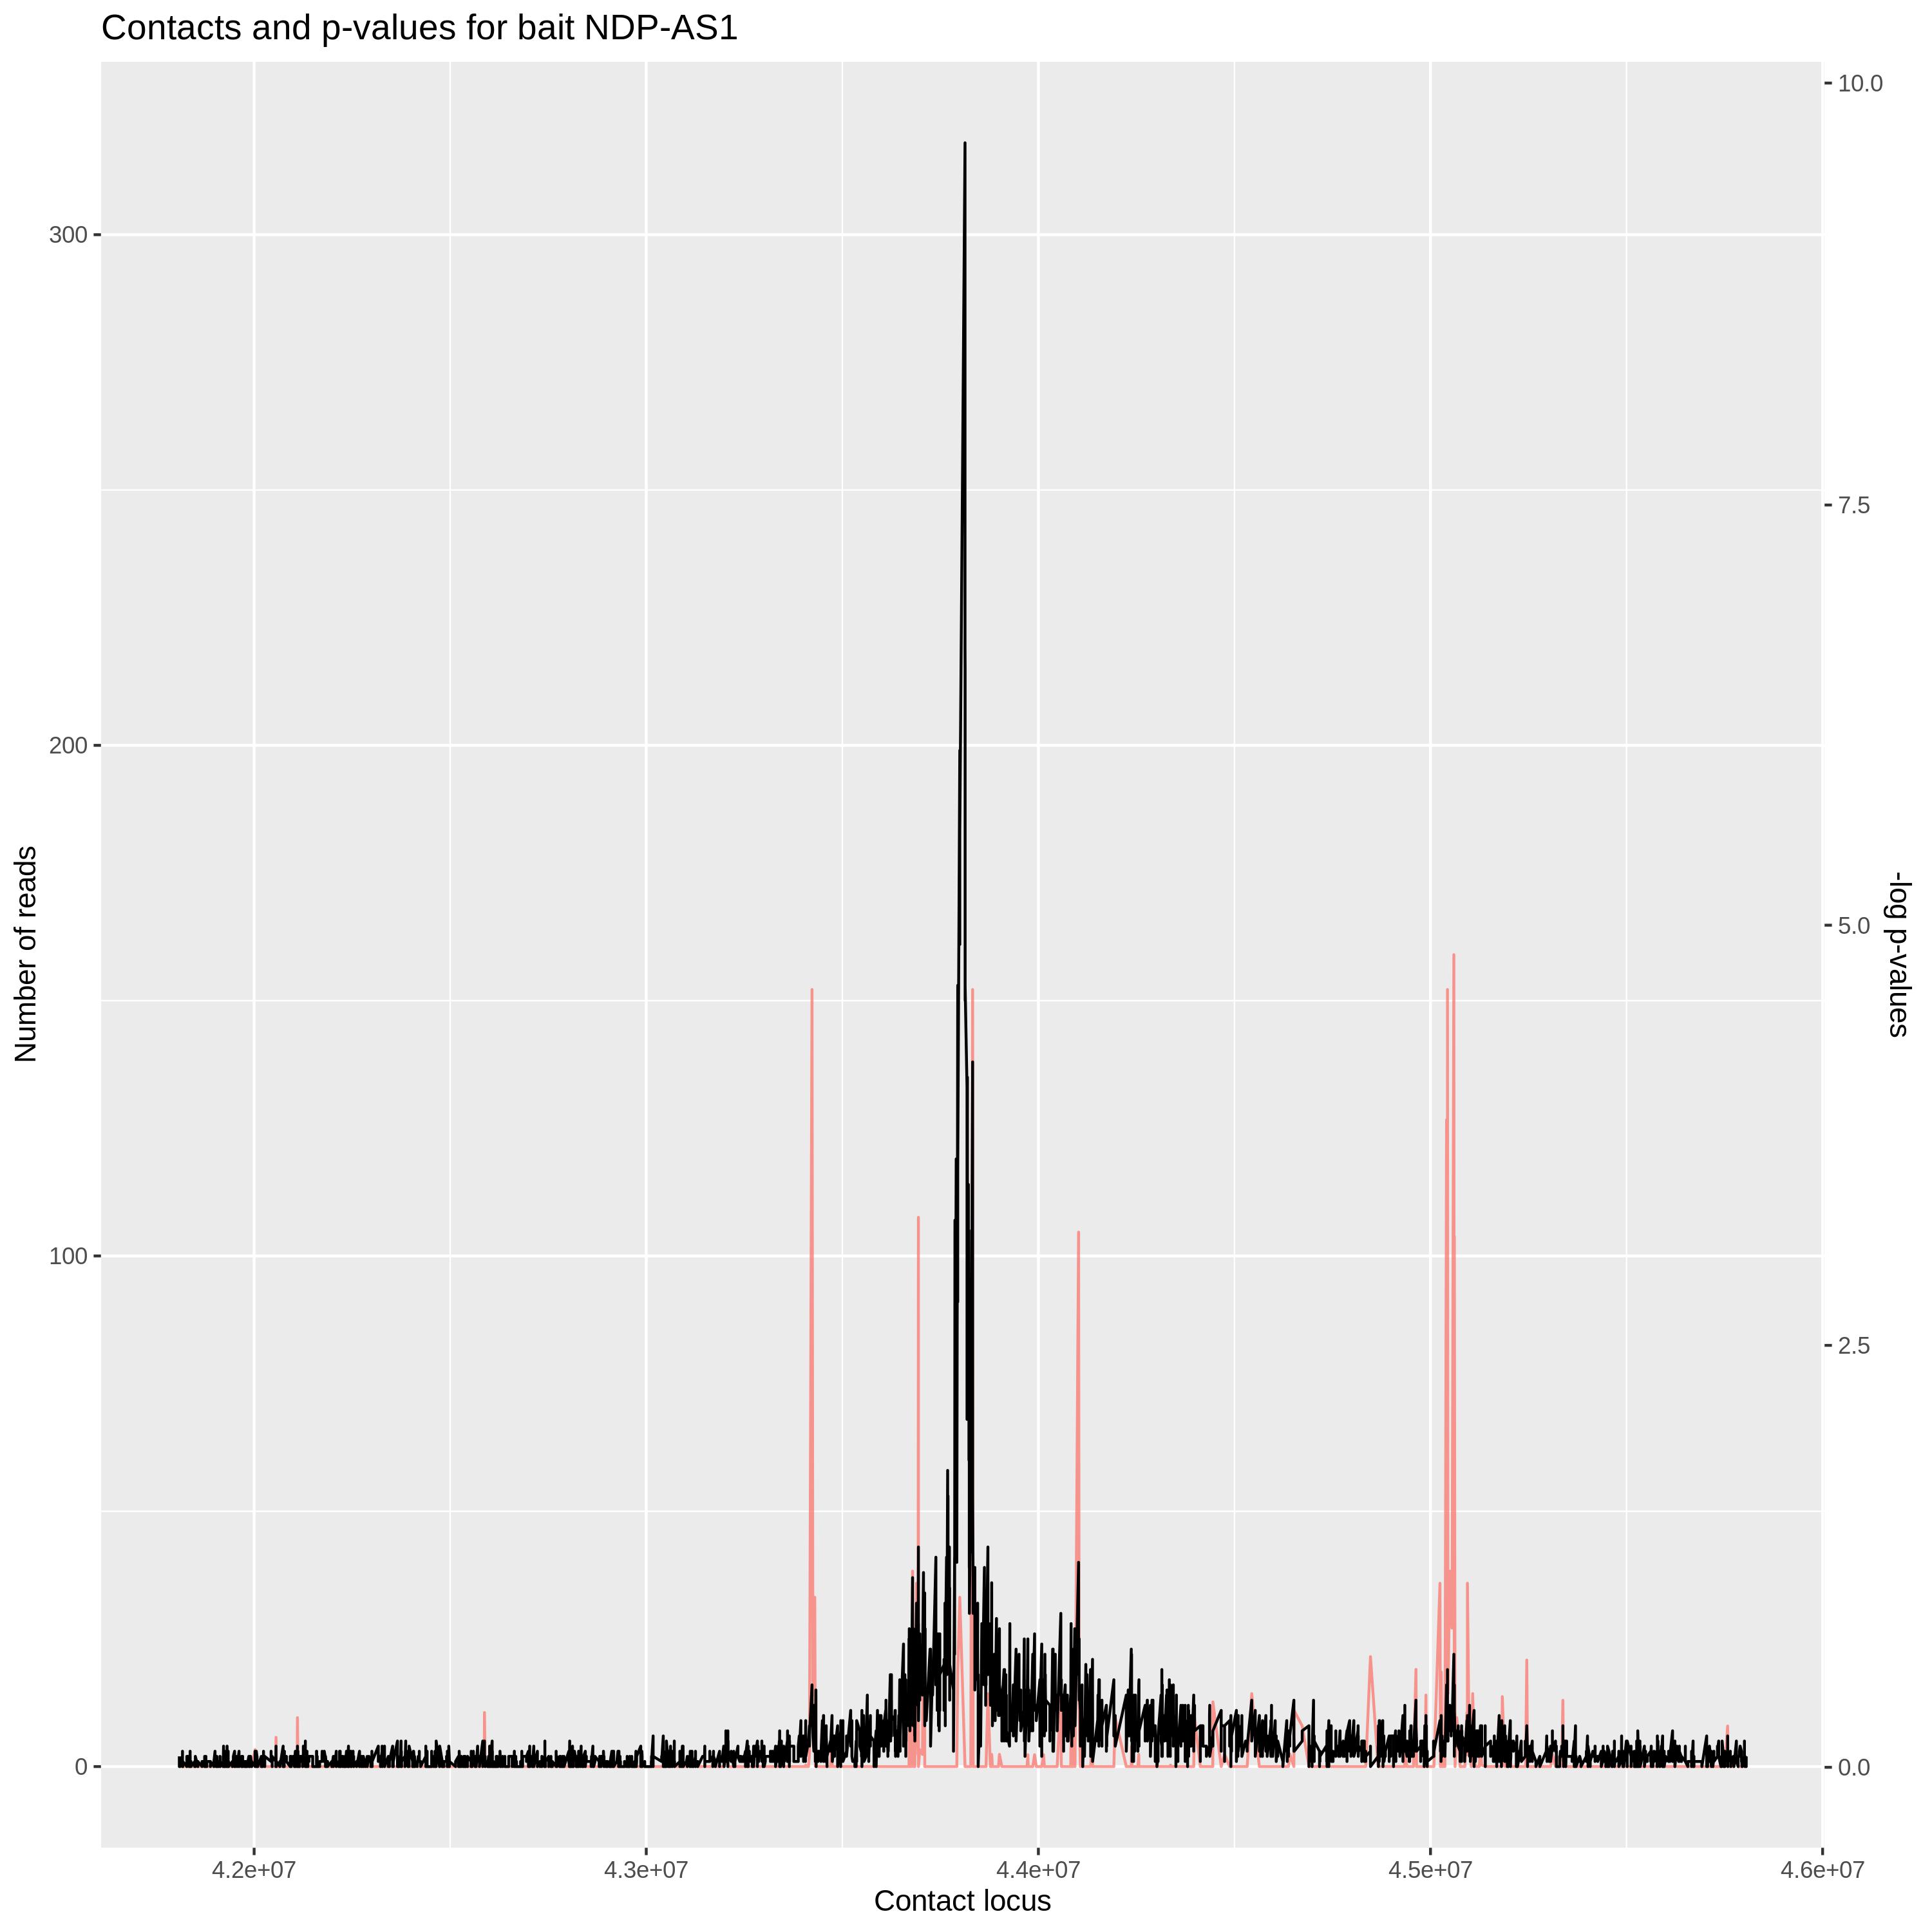 Contacts and p-values for bait NDP-AS1
300
200
100
0
Number of reads
10.0
7.5
5.0
2.5
0.0
-log p-values
4.2e+07
4.3e+07
4.4e+07
4.5e+07
4.6e+07
Contact locus